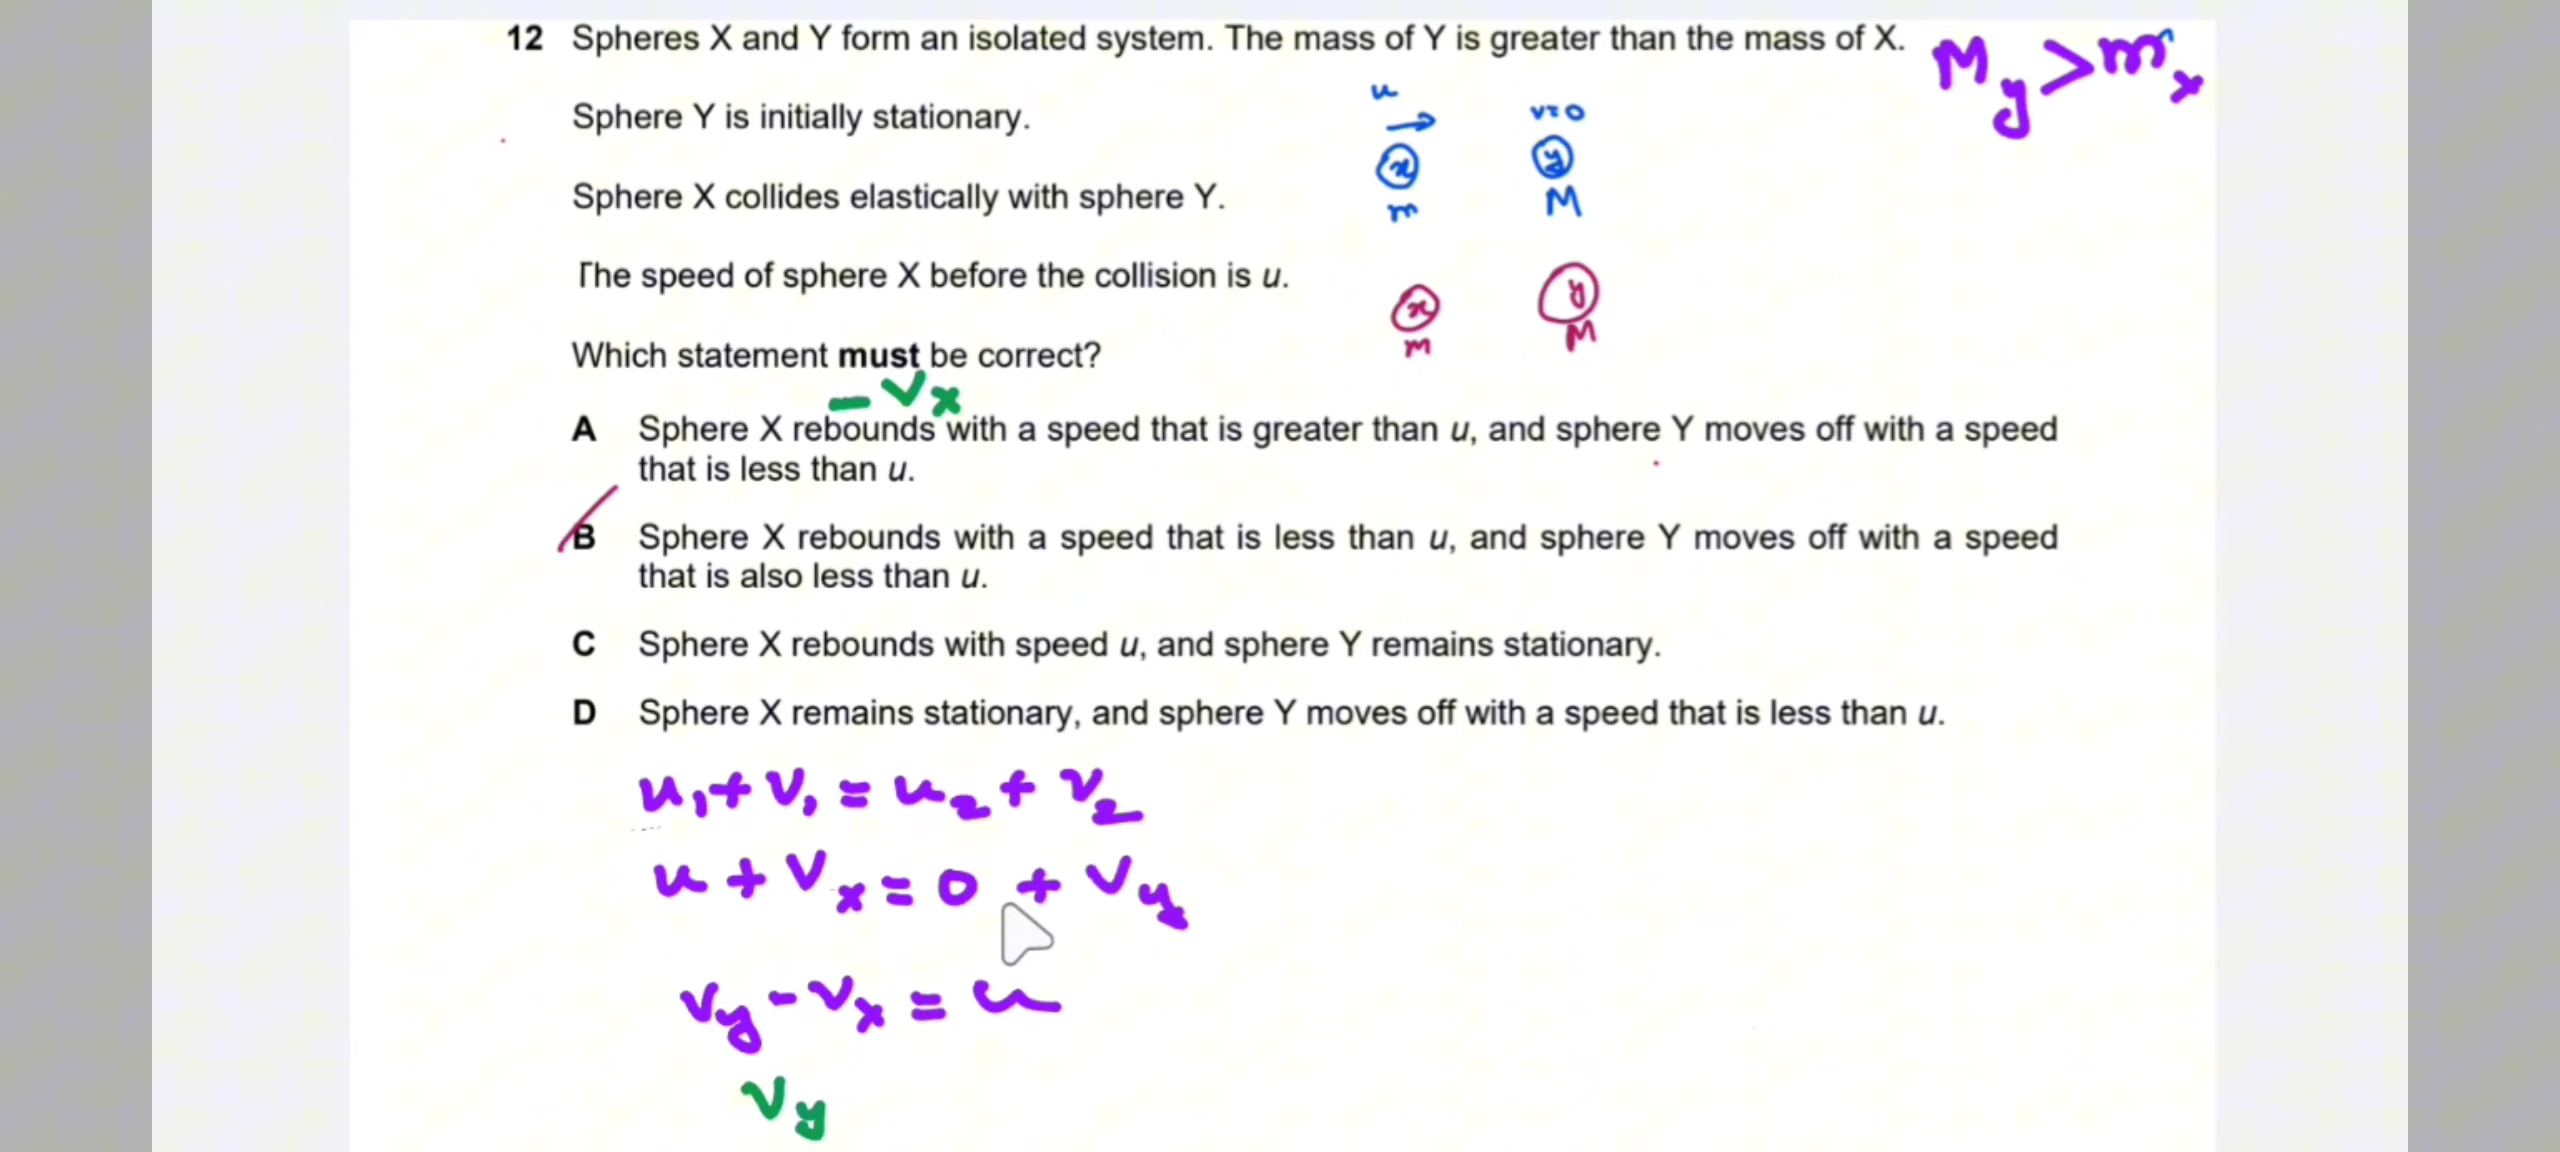 12 Spheres X and Y form an isolated system. The mass of Y is greater than the mass of X.
My > mx
Sphere Y is initially stationary.
u
v=0
x
y
m
M
Sphere X collides elastically with sphere Y.
The speed of sphere X before the collision is u.
x
y
m
M
Which statement must be correct?
- Vx
A Sphere X rebounds with a speed that is greater than u, and sphere Y moves off with a speed
that is less than u.
B Sphere X rebounds with a speed that is less than u, and sphere Y moves off with a speed
that is also less than u.
C Sphere X rebounds with speed u, and sphere Y remains stationary.
D Sphere X remains stationary, and sphere Y moves off with a speed that is less than u.
u₁ + v₁ = u₂ + v₂
u + vx = 0 + vy
vy - vx = u
vy